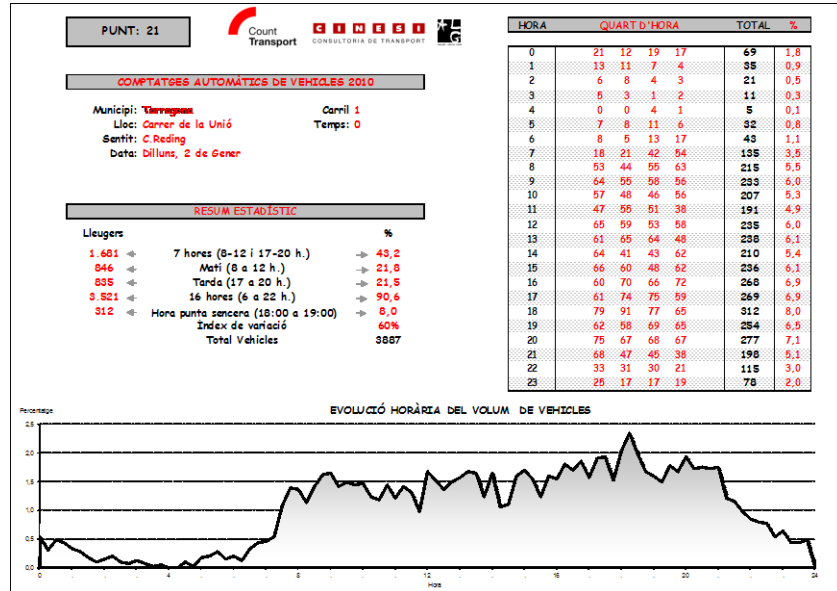 PUNT: 21
Count
Transport
CINESI
CONSULTORIA DE TRANSPORT
COMPTATGES AUTOMÀTICS DE VEHICLES 2010
Municipi: Carril 1
Lloc: Carrer de la Unió Temps: 0
Sentit: C.Reding
Data: Dilluns, 2 de Gener
RESUM ESTADÍSTIC
Lleugers %
1.681 7 hores (8-12 i 17-20 h.) 43,2
846 Matí (8 a 12 h.) 21,8
835 Tarda (17 a 20 h.) 21,5
3.521 16 hores (6 a 22 h.) 90,6
312 Hora punta sencera (18:00 a 19:00) 8,0
Índex de variació 60%
Total Vehicles 3887
HORA QUART D'HORA TOTAL %
0 21 12 19 17 69 1,8
1 13 11 7 4 35 0,9
2 6 8 4 3 21 0,5
3 5 3 1 2 11 0,3
4 0 0 4 1 5 0,1
5 7 8 11 6 32 0,8
6 8 5 13 17 43 1,1
7 18 21 42 54 135 3,5
8 53 44 55 63 215 5,5
9 64 55 58 56 233 6,0
10 57 48 46 56 207 5,3
11 47 55 51 38 191 4,9
12 65 59 53 58 235 6,0
13 61 65 64 48 238 6,1
14 64 41 43 62 210 5,4
15 66 60 48 62 236 6,1
16 60 70 66 72 268 6,9
17 61 74 75 59 269 6,9
18 79 91 77 65 312 8,0
19 62 58 69 65 254 6,5
20 75 67 68 67 277 7,1
21 68 47 45 38 198 5,1
22 33 31 30 21 115 3,0
23 25 17 17 19 78 2,0
EVOLUCIÓ HORÀRIA DEL VOLUM DE VEHICLES
Percentatge
2,5
2,0
1,5
1,0
0,5
0,0
0 4 8 12 16 20 24
Hora